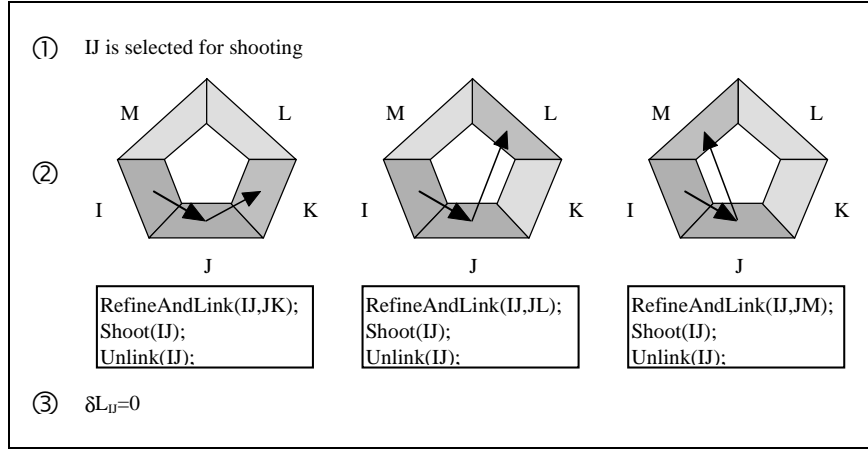 ① IJ is selected for shooting
M L M L M L
②
I K I K I K
J J J
RefineAndLink(IJ,JK); RefineAndLink(IJ,JL); RefineAndLink(IJ,JM);
Shoot(IJ); Shoot(IJ); Shoot(IJ);
Unlink(IJ); Unlink(IJ); Unlink(IJ);
③ δL_IJ=0